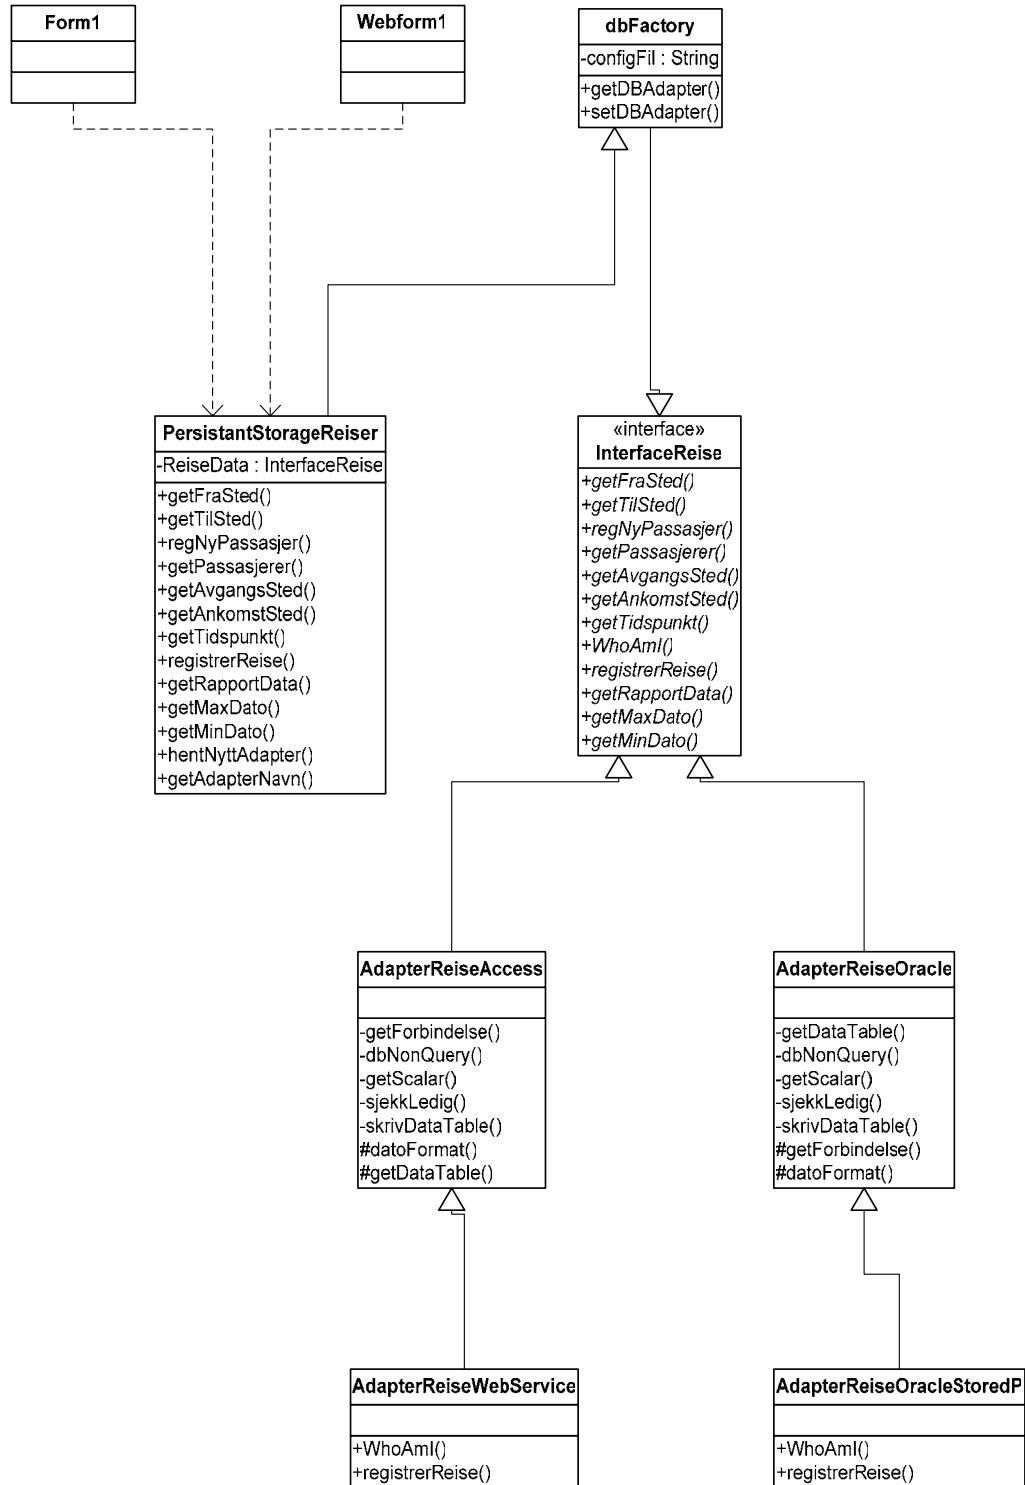 Form1
Webform1
dbFactory
-configFil : String
+getDBAdapter()
+setDBAdapter()
PersistantStorageReiser
-ReiseData : InterfaceReise
+getFraSted()
+getTilSted()
+regNyPassasjer()
+getPassasjerer()
+getAvgangsSted()
+getAnkomstSted()
+getTidspunkt()
+registrerReise()
+getRapportData()
+getMaxDato()
+getMinDato()
+hentNyttAdapter()
+getAdapterNavn()
«interface»
InterfaceReise
+getFraSted()
+getTilSted()
+regNyPassasjer()
+getPassasjerer()
+getAvgangsSted()
+getAnkomstSted()
+getTidspunkt()
+WhoAmI()
+registrerReise()
+getRapportData()
+getMaxDato()
+getMinDato()
AdapterReiseAccess
-getForbindelse()
-dbNonQuery()
-getScalar()
-sjekkLedig()
-skrivDataTable()
#datoFormat()
#getDataTable()
AdapterReiseOracle
-getDataTable()
-dbNonQuery()
-getScalar()
-sjekkLedig()
-skrivDataTable()
#getForbindelse()
#datoFormat()
AdapterReiseWebService
+WhoAmI()
+registrerReise()
AdapterReiseOracleStoredP
+WhoAmI()
+registrerReise()